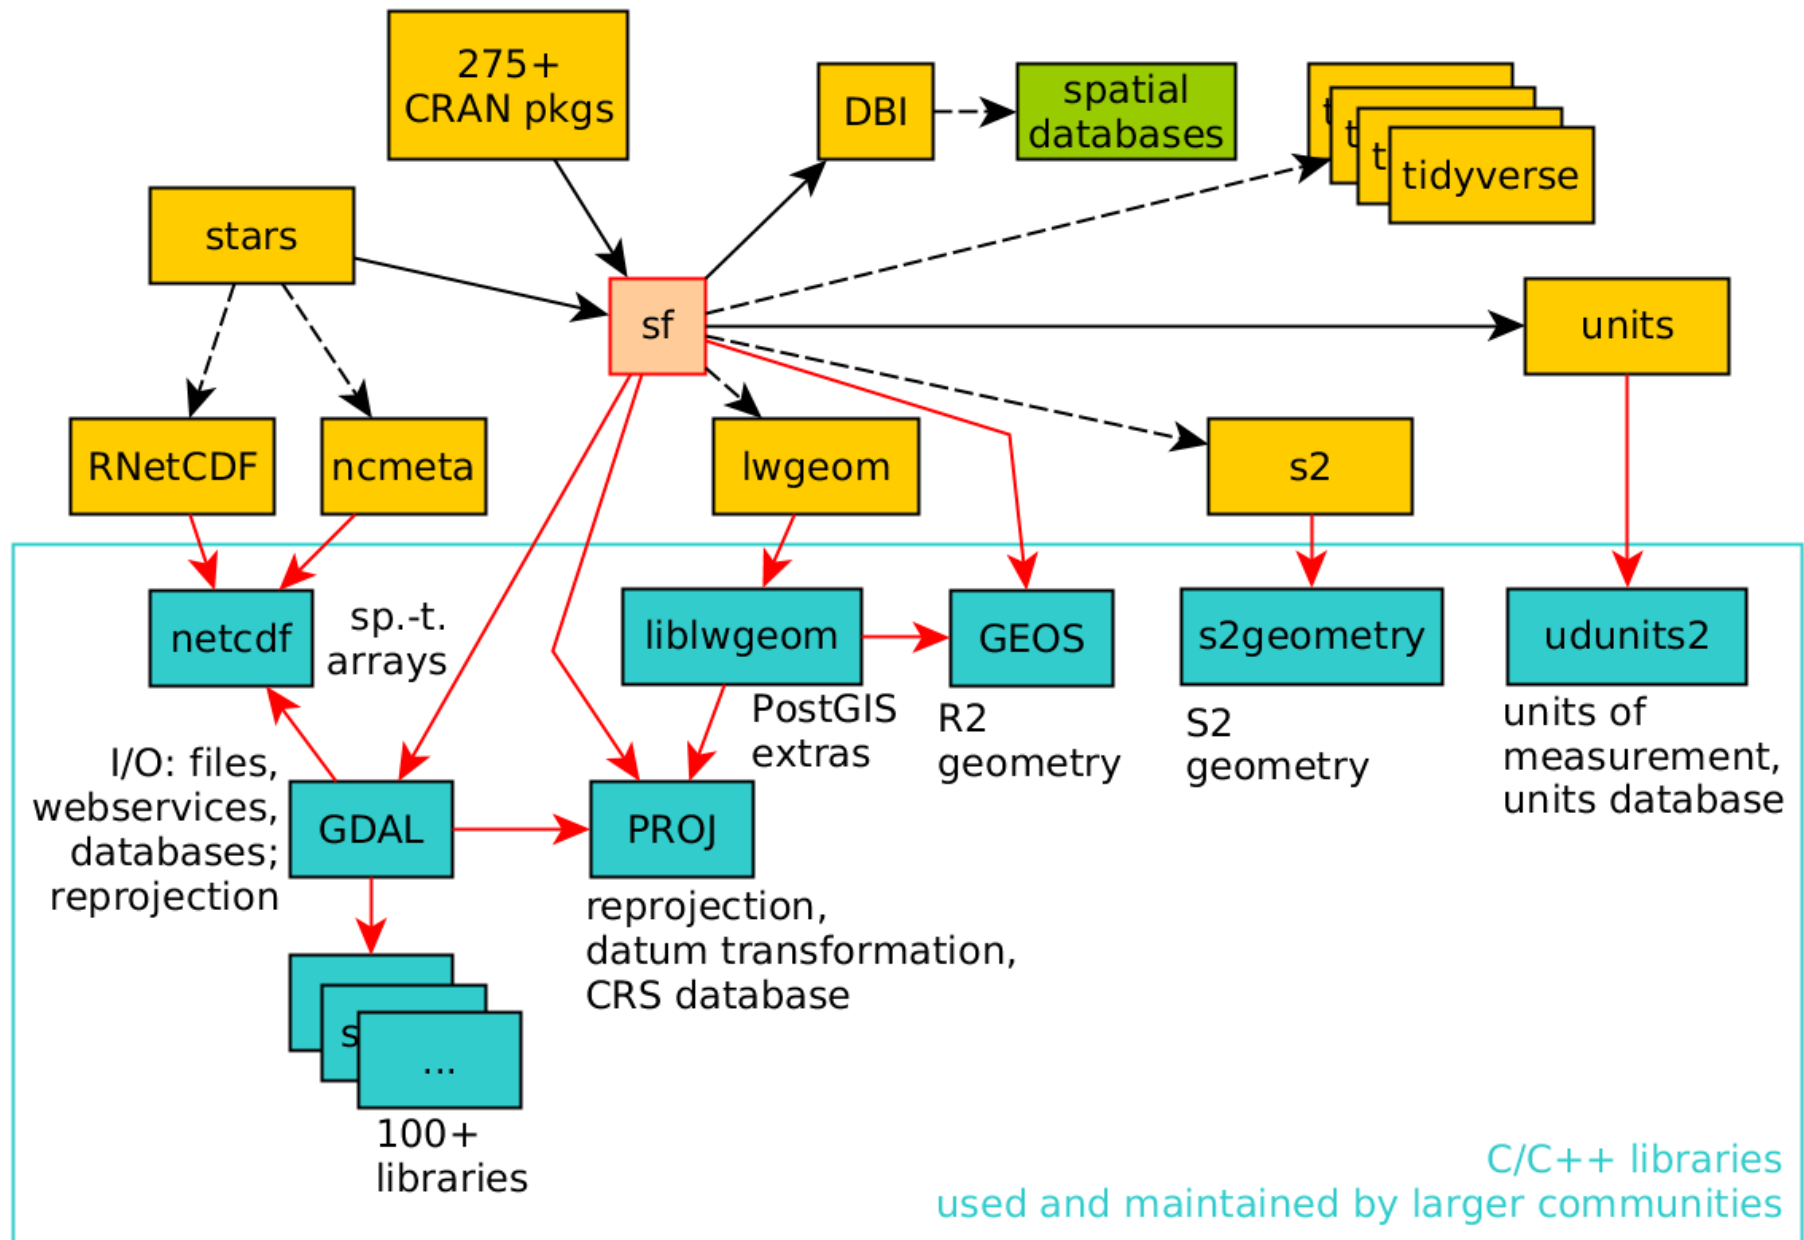 275+
CRAN pkgs
DBI
spatial
databases
t
t
t
tidyverse
stars
sf
units
RNetCDF
ncmeta
lwgeom
s2
netcdf
sp.-t.
arrays
liblwgeom
GEOS
s2geometry
udunits2
PostGIS
extras
R2
geometry
S2
geometry
units of
measurement,
units database
I/O: files,
webservices,
databases;
reprojection
GDAL
PROJ
reprojection,
datum transformation,
CRS database
s
...
100+
libraries
C/C++ libraries
used and maintained by larger communities